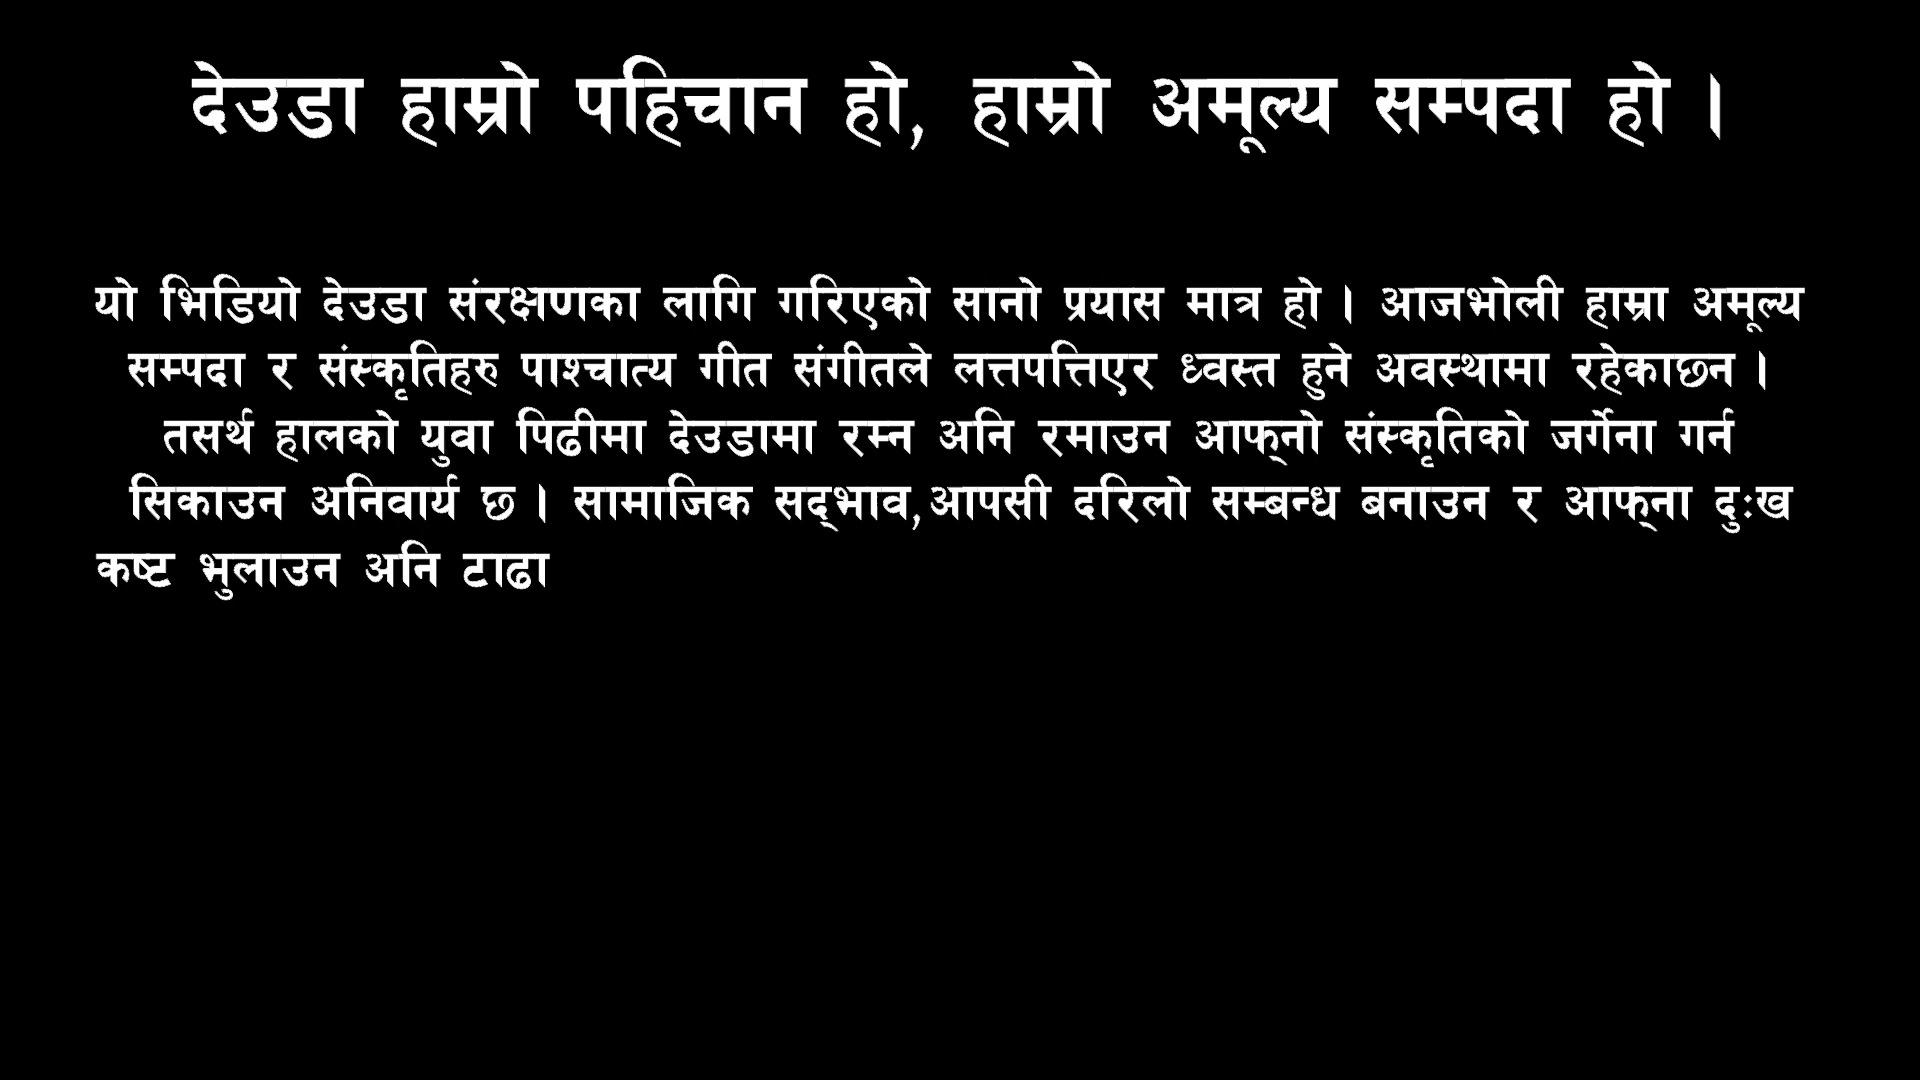 देउडा हाम्रो पहिचान हो, हाम्रो अमूल्य सम्पदा हो ।
यो भिडियो देउडा संरक्षणका लागि गरिएको सानो प्रयास मात्र हो । आजभोली हाम्रा अमूल्य
सम्पदा र संस्कृतिहरु पाश्चात्य गीत संगीतले लत्तपत्तिएर ध्वस्त हुने अवस्थामा रहेकाछन ।
तसर्थ हालको युवा पिढीमा देउडामा रम्न अनि रमाउन आफ्‌नो संस्कृतिको जर्गेना गर्न
सिकाउन अनिवार्य छ । सामाजिक सद्‌भाव,आपसी दरिलो सम्बन्ध बनाउन र आफ्‌ना दुःख
कष्ट भुलाउन अनि टाढा